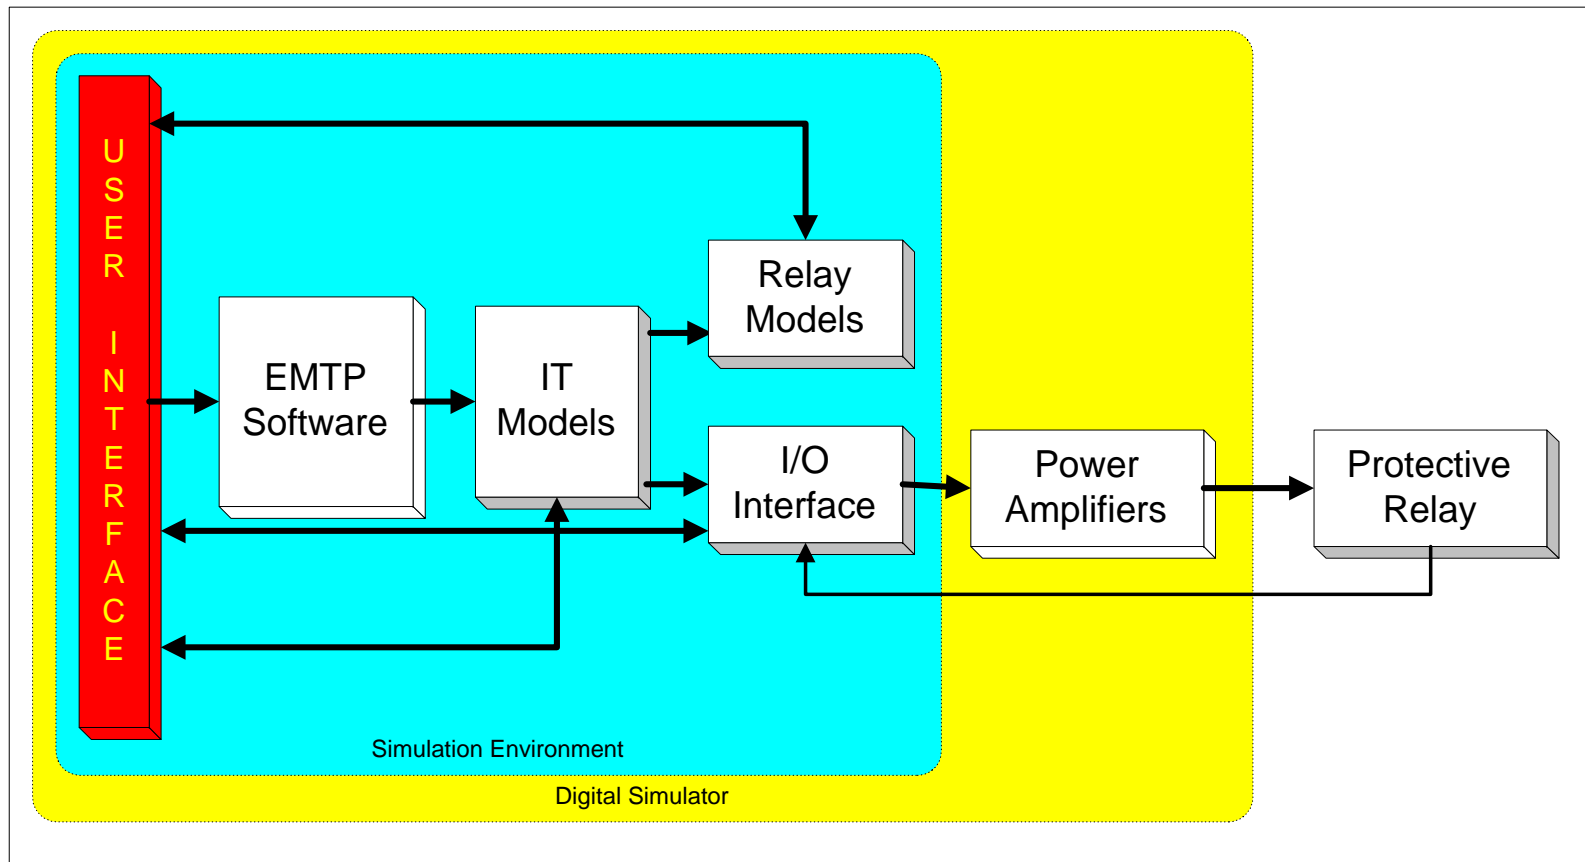 USER INTERFACE
EMTP
Software
IT
Models
Relay
Models
I/O
Interface
Power
Amplifiers
Protective
Relay
Simulation Environment
Digital Simulator